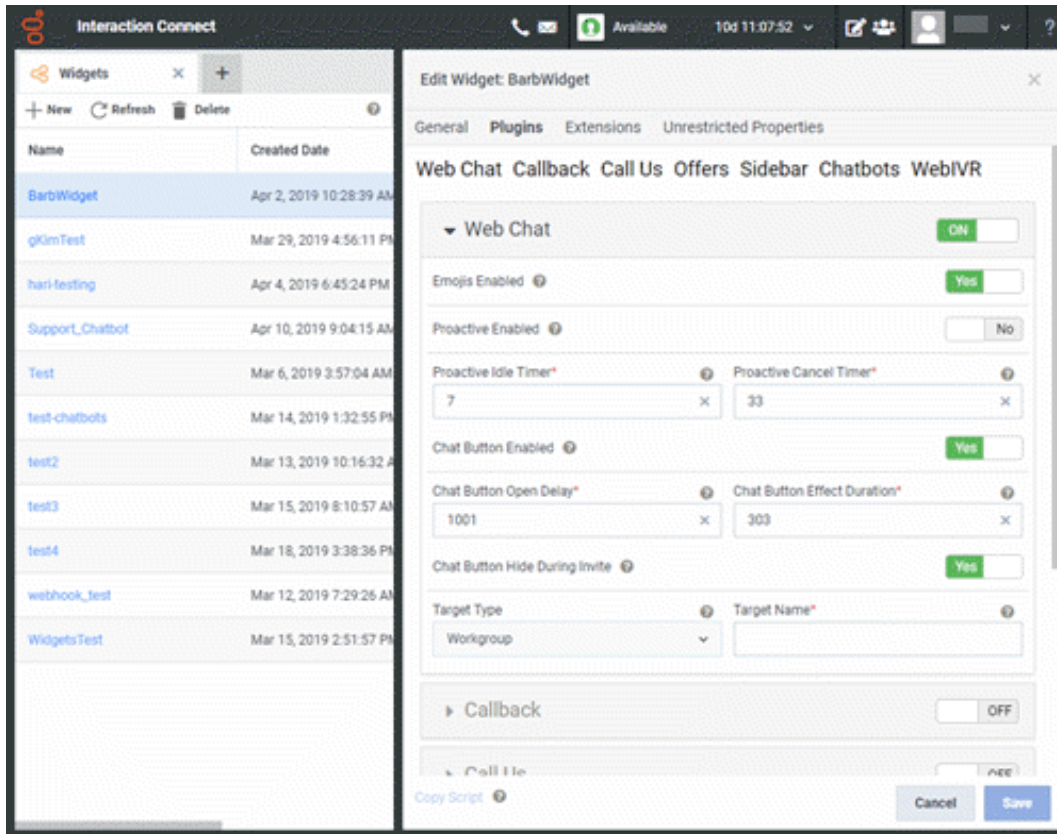 Interaction Connect
Available
10d 11:07:52
?
Widgets
New Refresh Delete
Name Created Date
BarbWidget Apr 2, 2019 10:28:39 AM
gKimTest Mar 29, 2019 4:56:11 PM
hari-testing Apr 4, 2019 6:45:24 PM
Support_Chatbot Apr 10, 2019 9:04:15 AM
Test Mar 6, 2019 3:57:04 AM
test-chatbots Mar 14, 2019 1:32:55 PM
test2 Mar 13, 2019 10:16:32 A
test3 Mar 15, 2019 8:10:57 AM
test4 Mar 18, 2019 3:38:36 PM
webhook_test Mar 12, 2019 7:29:26 AM
WidgetsTest Mar 15, 2019 2:51:57 PM
Edit Widget: BarbWidget
General Plugins Extensions Unrestricted Properties
Web Chat Callback Call Us Offers Sidebar Chatbots WebIVR
Web Chat ON
Emojis Enabled Yes
Proactive Enabled No
Proactive Idle Timer* Proactive Cancel Timer*
7 33
Chat Button Enabled Yes
Chat Button Open Delay* Chat Button Effect Duration*
1001 303
Chat Button Hide During Invite Yes
Target Type Target Name*
Workgroup
Callback OFF
Call Us OFF
Copy Script
Cancel Save